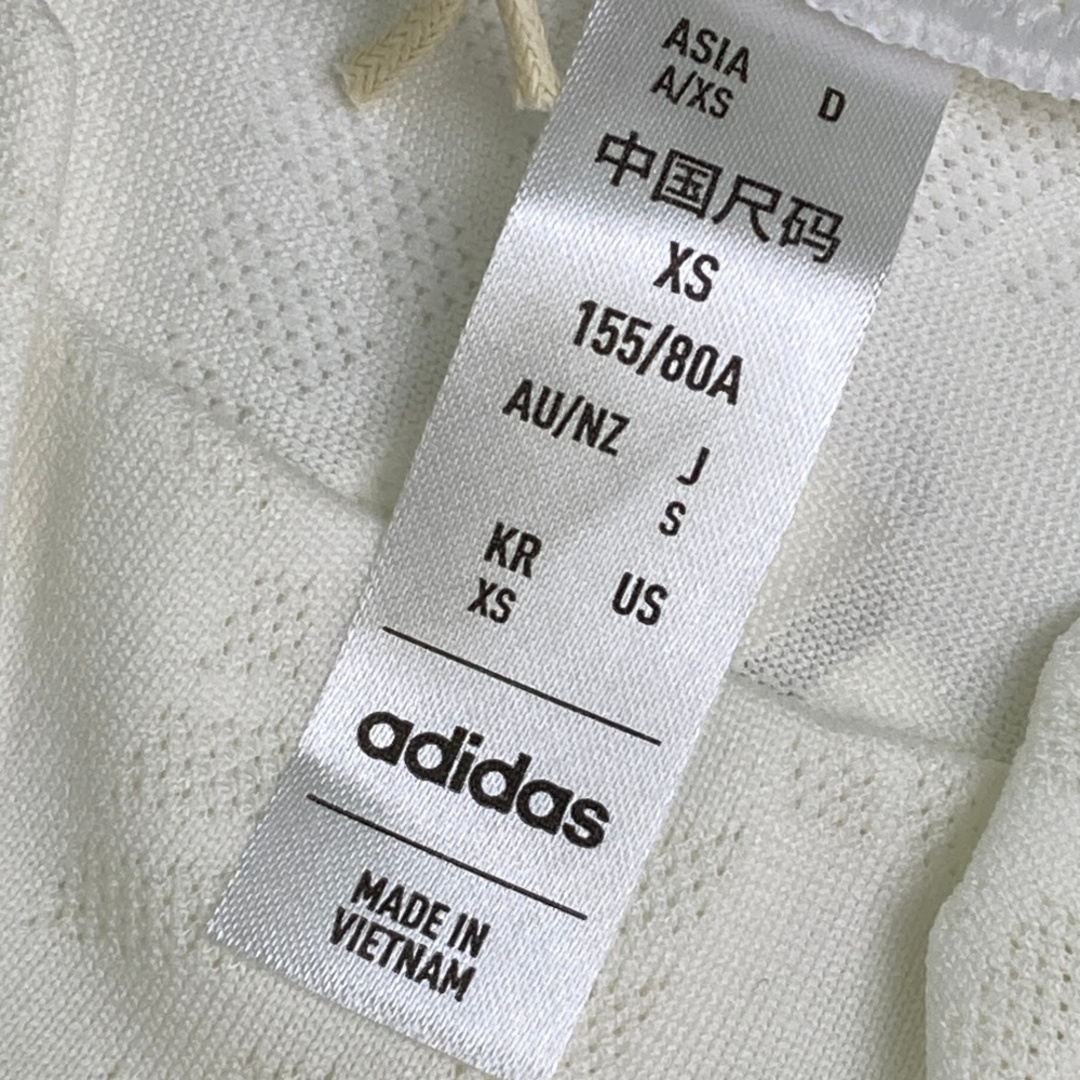 ASIA D
A/XS
中国尺码
XS
155/80A
AU/NZ J
S
KR US
XS
adidas
MADE IN
VIETNAM